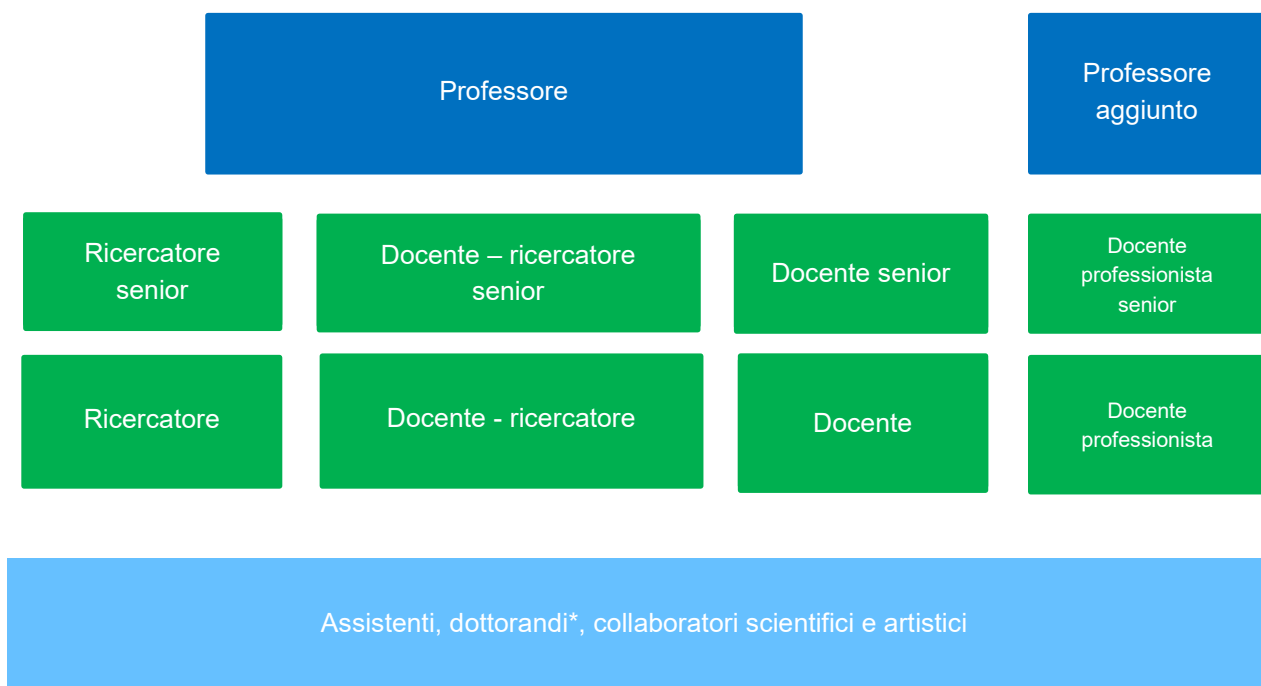 Professore
Professore
aggiunto
Ricercatore
senior
Docente – ricercatore
senior
Docente senior
Docente
professionista
senior
Ricercatore
Docente - ricercatore
Docente
Docente
professionista
Assistenti, dottorandi*, collaboratori scientifici e artistici